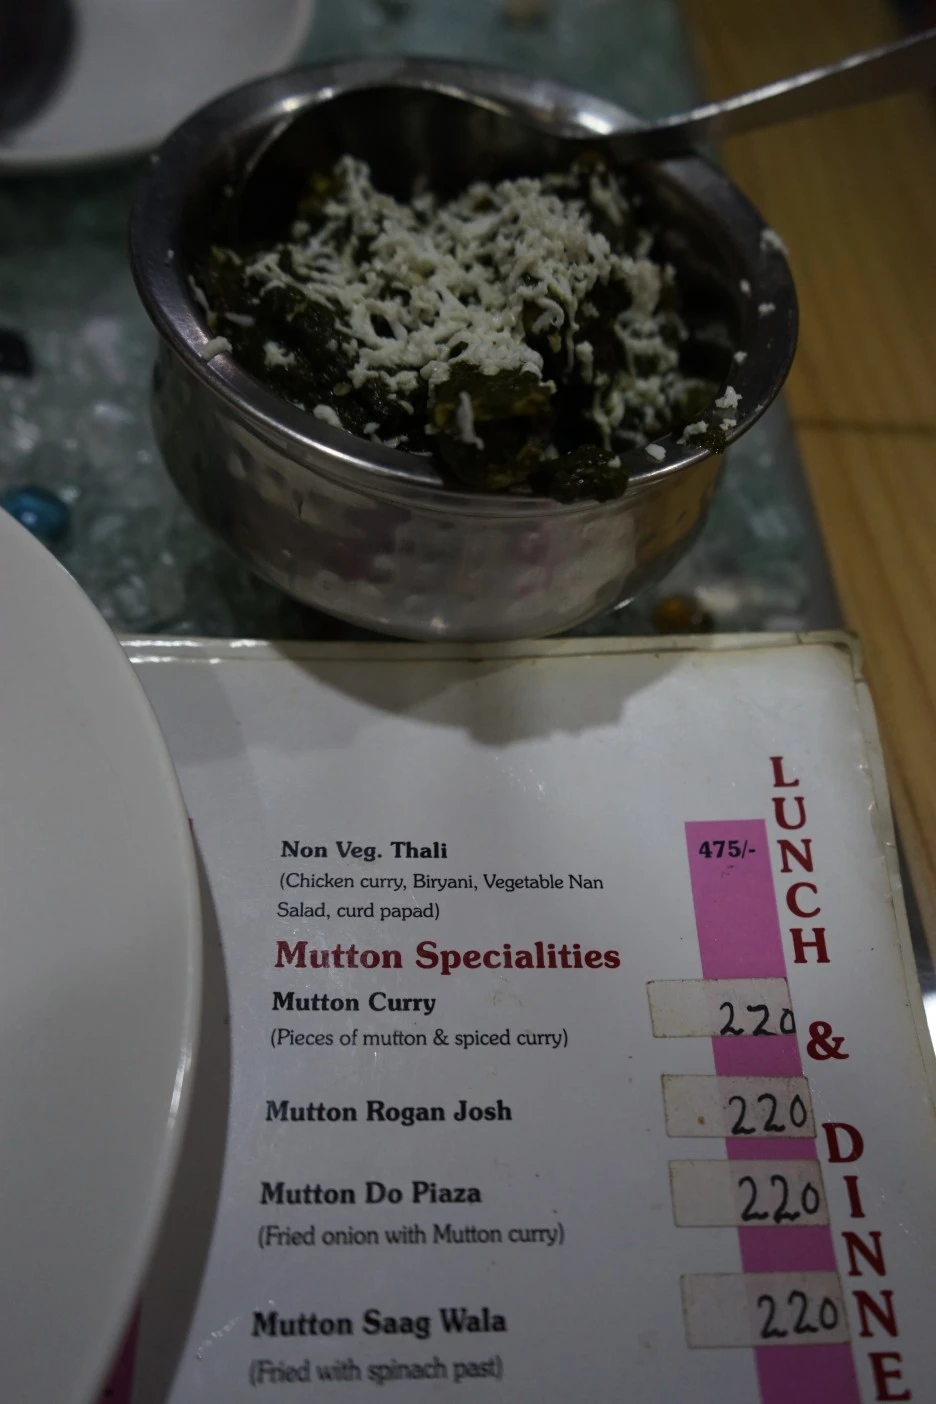 Non Veg. Thali 475/-
(Chicken curry, Biryani, Vegetable Nan
Salad, curd papad)
Mutton Specialities
Mutton Curry 220
(Pieces of mutton & spiced curry)
Mutton Rogan Josh 220
Mutton Do Piaza 220
(Fried onion with Mutton curry)
Mutton Saag Wala 220
(Fried with spinach past)
LUNCH & DINNE